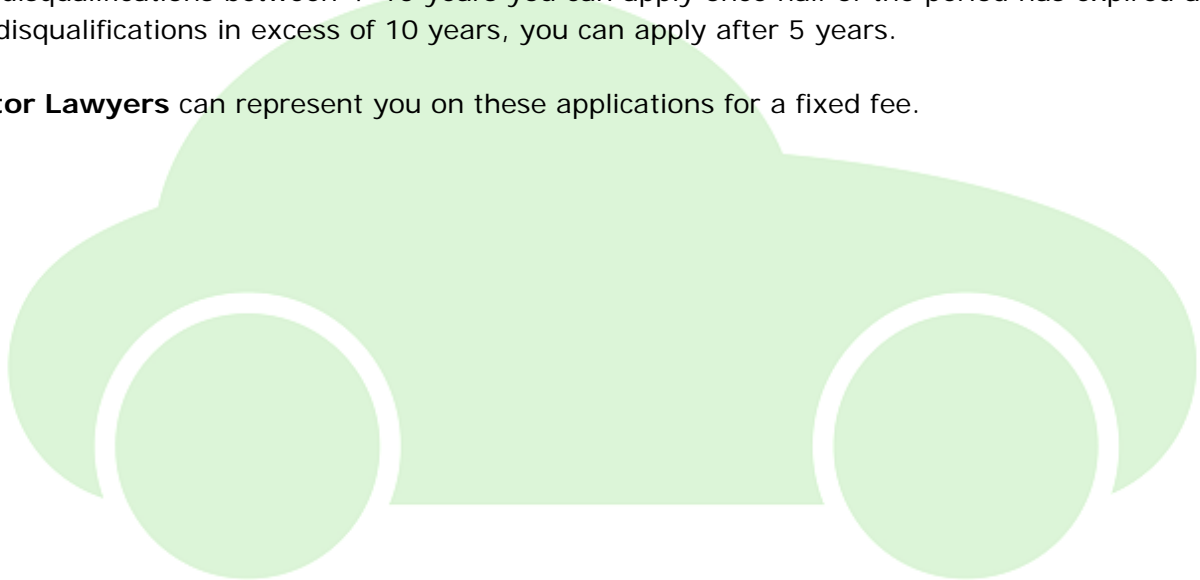 disqualifications between 4-10 years you can apply once half of the period has expired a
disqualifications in excess of 10 years, you can apply after 5 years.
tor Lawyers can represent you on these applications for a fixed fee.